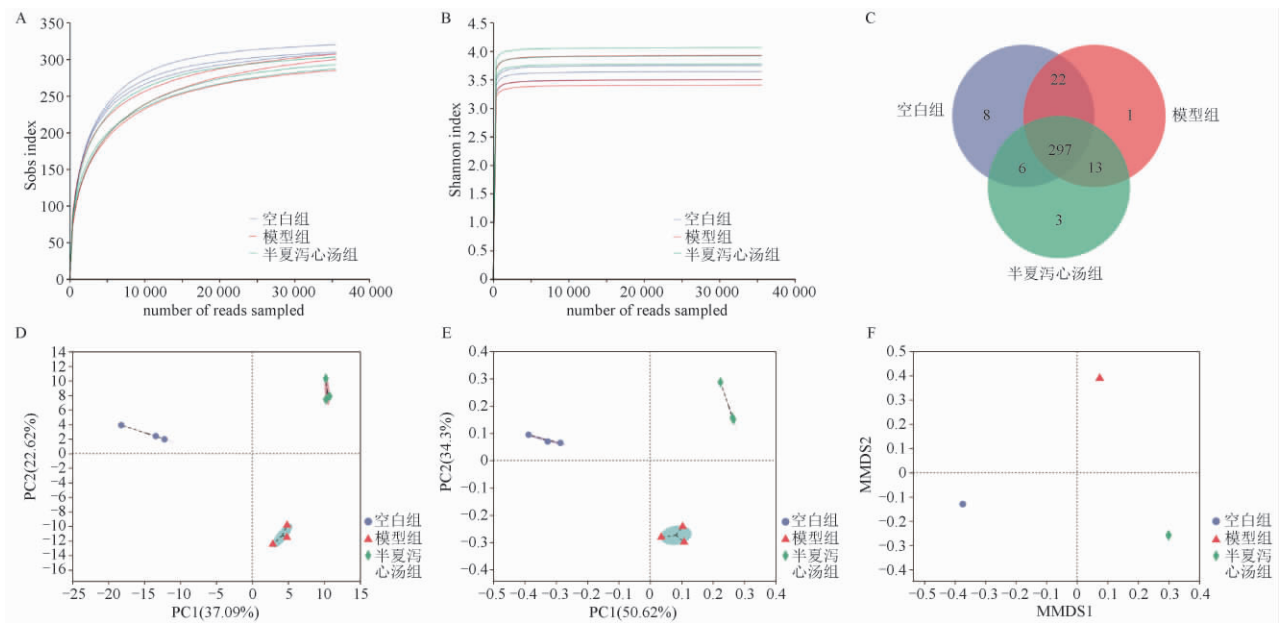 A
350
300
250
200
150
100
50
0
Sobs index
空白组
模型组
半夏泻心汤组
0
10 000
20 000
30 000
40 000
number of reads sampled
B
4.5
4.0
3.5
3.0
2.5
2.0
1.5
1.0
0.5
0
Shannon index
空白组
模型组
半夏泻心汤组
0
10 000
20 000
30 000
40 000
number of reads sampled
C
空白组
模型组
半夏泻心汤组
22
8
1
297
6
13
3
D
14
12
10
8
6
4
2
0
−2
−4
−6
−8
−10
−12
−14
−16
PC2(22.62%)
空白组
模型组
半夏泻
心汤组
−25
−20
−15
−10
−5
0
5
10
15
PC1(37.09%)
E
0.4
0.3
0.2
0.1
0
−0.1
−0.2
−0.3
−0.4
PC2(34.3%)
空白组
模型组
半夏泻
心汤组
−0.5
−0.4
−0.3
−0.2
−0.1
0
0.1
0.2
0.3
0.4
PC1(50.62%)
F
0.5
0.4
0.3
0.2
0.1
0
−0.1
−0.2
−0.3
−0.4
MMDS2
空白组
模型组
半夏泻
心汤组
−0.5
−0.4
−0.3
−0.2
−0.1
0
0.1
0.2
0.3
0.4
MMDS1